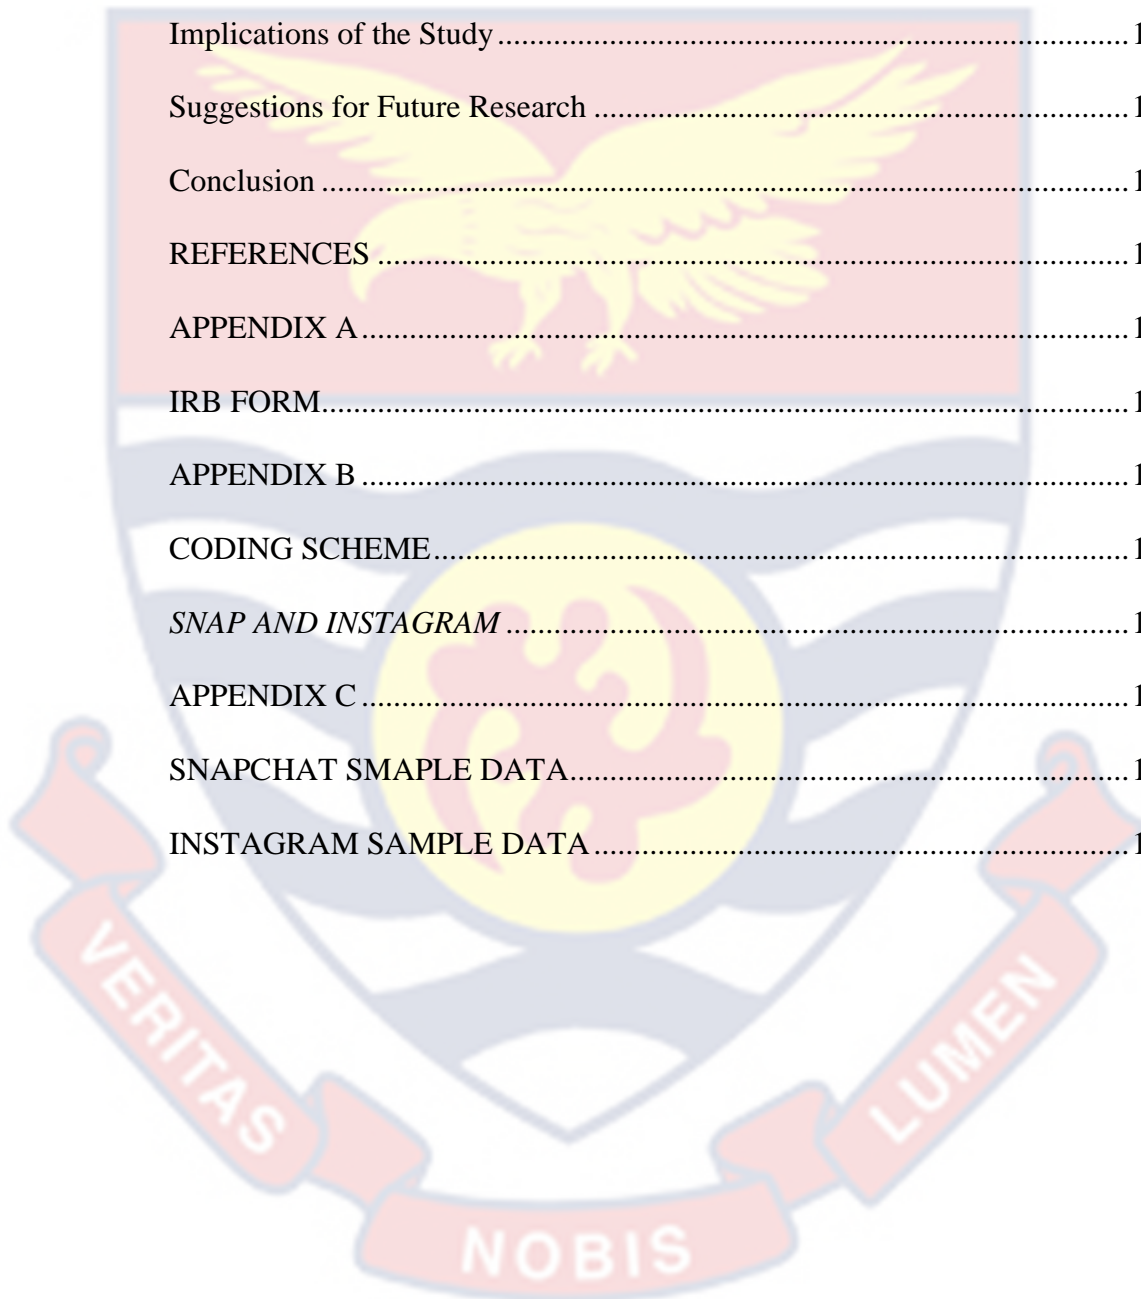 Implications of the Study ................................................................................ 1
Suggestions for Future Research .................................................................... 1
Conclusion ...................................................................................................... 1
REFERENCES ............................................................................................... 1
APPENDIX A ................................................................................................. 1
IRB FORM ...................................................................................................... 1
APPENDIX B ................................................................................................. 1
CODING SCHEME ........................................................................................ 1
SNAP AND INSTAGRAM ............................................................................... 1
APPENDIX C ................................................................................................. 1
SNAPCHAT SMAPLE DATA ....................................................................... 1
INSTAGRAM SAMPLE DATA .................................................................... 1
VERITAS
NOBIS
LUMEN